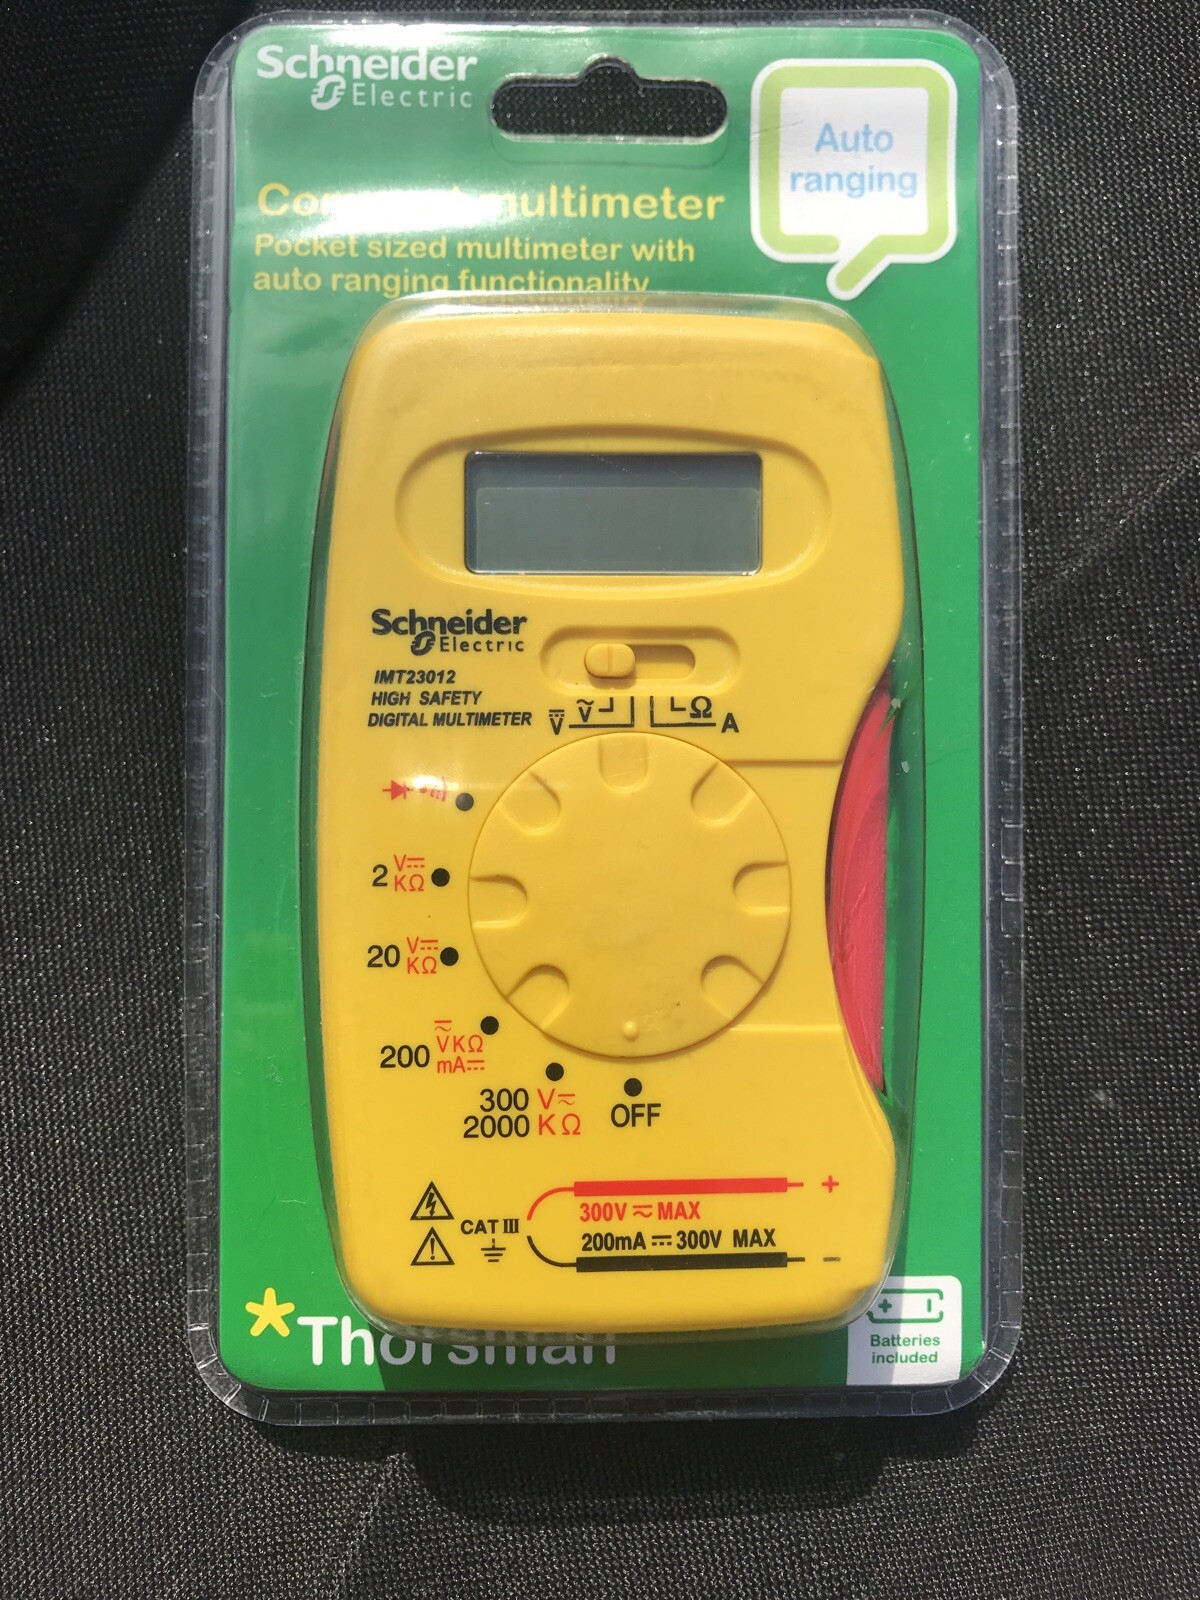 Schneider
Electric
Auto
ranging
multimeter
Pocket sized multimeter with
auto ranging functionality
Schneider
Electric
IMT23012
HIGH SAFETY
DIGITAL MULTIMETER
V Ṽ Ω A
2 V KΩ
20 V KΩ
200 V KΩ
mA
300 V
2000 KΩ
OFF
CAT III
+
300V MAX
200mA 300V MAX
-
Thorsman
+ I
Batteries
included